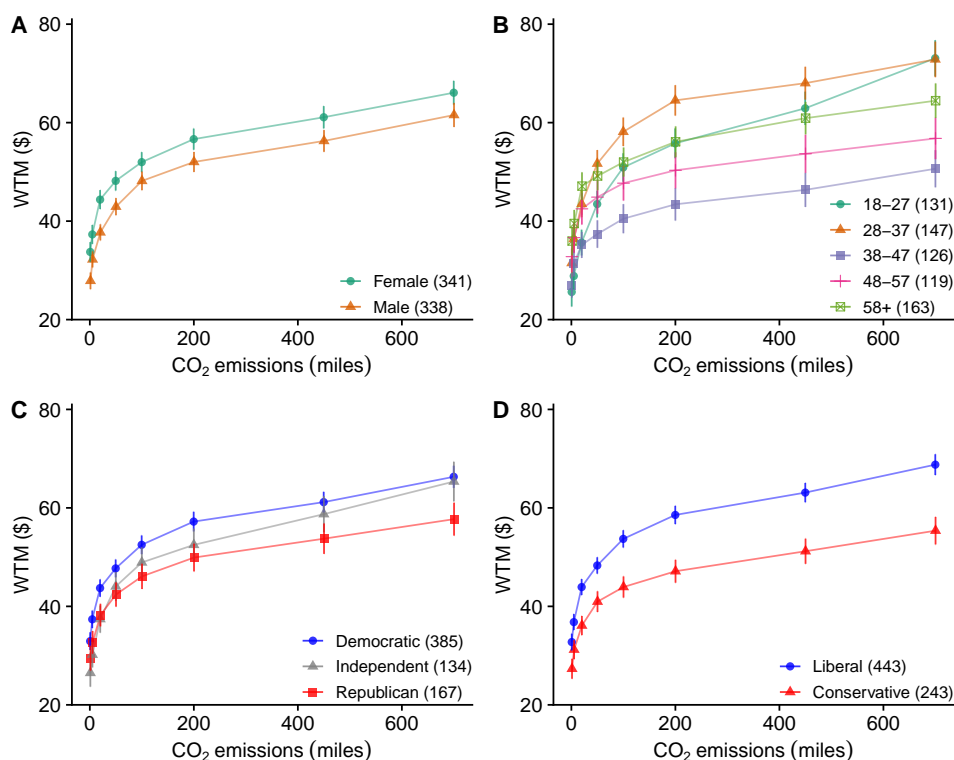 A
80
60
40
20
WTM ($)
Female (341)
Male (338)
0 200 400 600
CO₂ emissions (miles)
B
80
60
40
20
WTM ($)
18−27 (131)
28−37 (147)
38−47 (126)
48−57 (119)
58+ (163)
0 200 400 600
CO₂ emissions (miles)
C
80
60
40
20
WTM ($)
Democratic (385)
Independent (134)
Republican (167)
0 200 400 600
CO₂ emissions (miles)
D
80
60
40
20
WTM ($)
Liberal (443)
Conservative (243)
0 200 400 600
CO₂ emissions (miles)